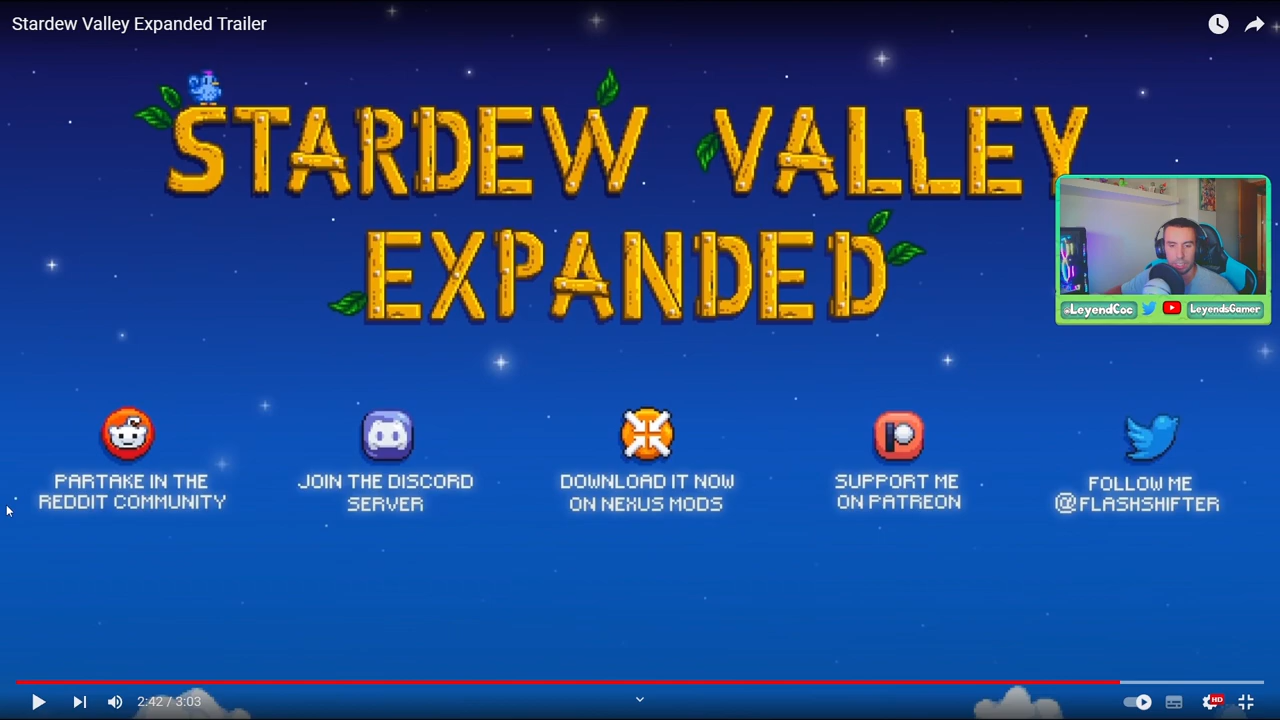 Stardew Valley Expanded Trailer
STARDEW VALLEY
EXPANDED
@LeyendCoc
LeyendsGamer
PARTAKE IN THE
REDDIT COMMUNITY
JOIN THE DISCORD
SERVER
DOWNLOAD IT NOW
ON NEXUS MODS
SUPPORT ME
ON PATREON
FOLLOW ME
@FLASHSHIFTER
2:42 / 3:03
HD